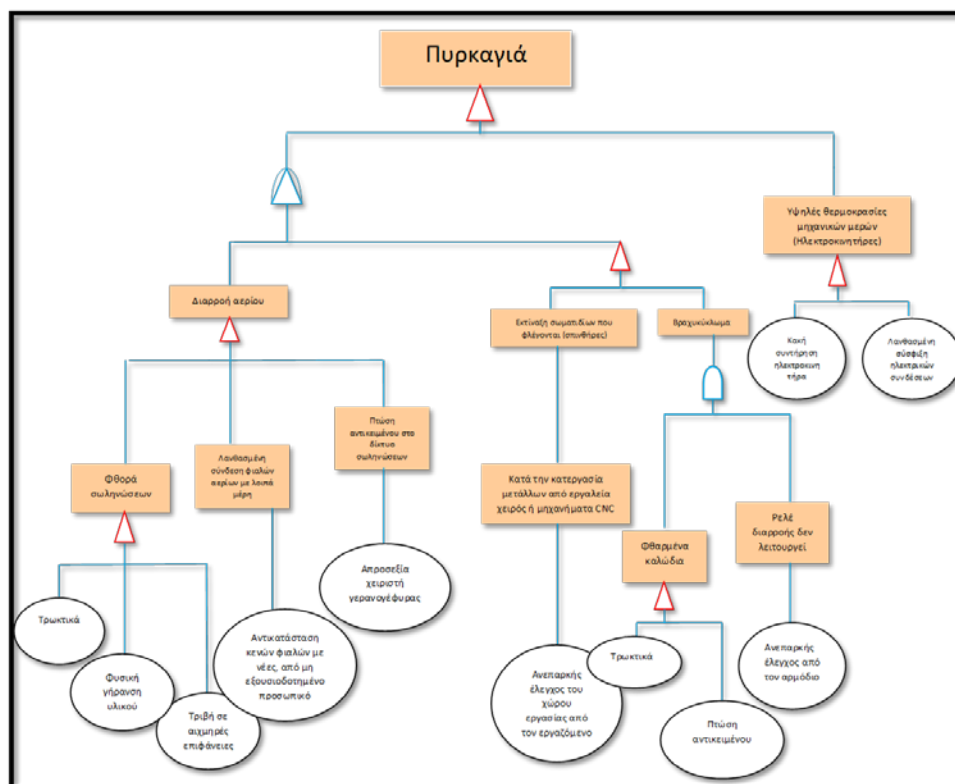 Πυρκαγιά
Υψηλές θερμοκρασίες
μηχανικών μερών
(Ηλεκτροκινητήρες)
Διαρροή αερίου
Εκτίναξη σωματιδίων που
φλέγονται (σπινθήρες)
Βραχυκύκλωμα
Κακή
συντήρηση
ηλεκτροκινη
τήρα
Λανθασμένη
σύσφιξη
ηλεκτρικών
συνδέσεων
Φθορά
σωληνώσεων
Λανθασμένη
σύνδεση φιαλών
αερίων με λοιπά
μέρη
Πτώση
αντικειμένου στο
δίκτυο
σωληνώσεων
Κατά την κατεργασία
μετάλλων από εργαλεία
χειρός ή μηχανήματα CNC
Φθαρμένα
καλώδια
Ρελέ
διαρροής δεν
λειτουργεί
Τρωκτικά
Φυσική
γήρανση
υλικού
Τριβή σε
αιχμηρές
επιφάνειες
Αντικατάσταση
κενών φιαλών με
νέες, από μη
εξουσιοδοτημένο
προσωπικό
Απροσεξία
χειριστή
γερανογέφυρας
Ανεπαρκής
έλεγχος του
χώρου
εργασίας από
τον εργαζόμενο
Τρωκτικά
Πτώση
αντικειμένου
Ανεπαρκής
έλεγχος από
τον αρμόδιο